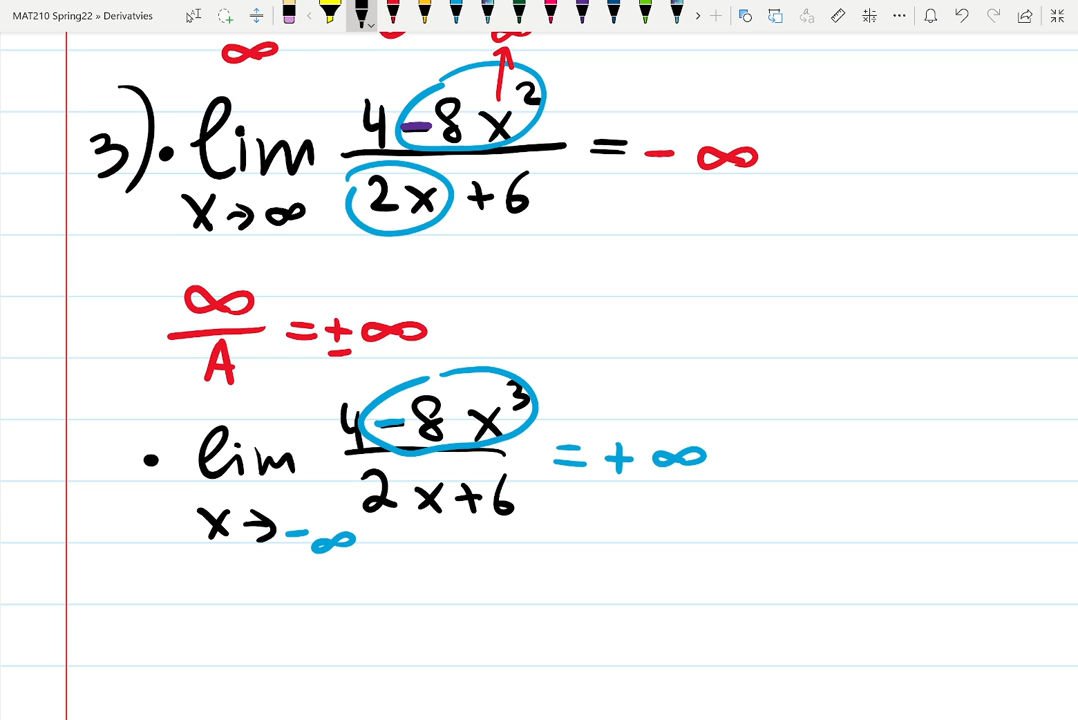 MAT210 Spring22 » Derivatvies
∞ ∞
3). lim 4-8x² / 2x+6 = -∞
x→∞
∞ / A = ±∞
• lim 4-8x³ / 2x+6 = +∞
x→-∞